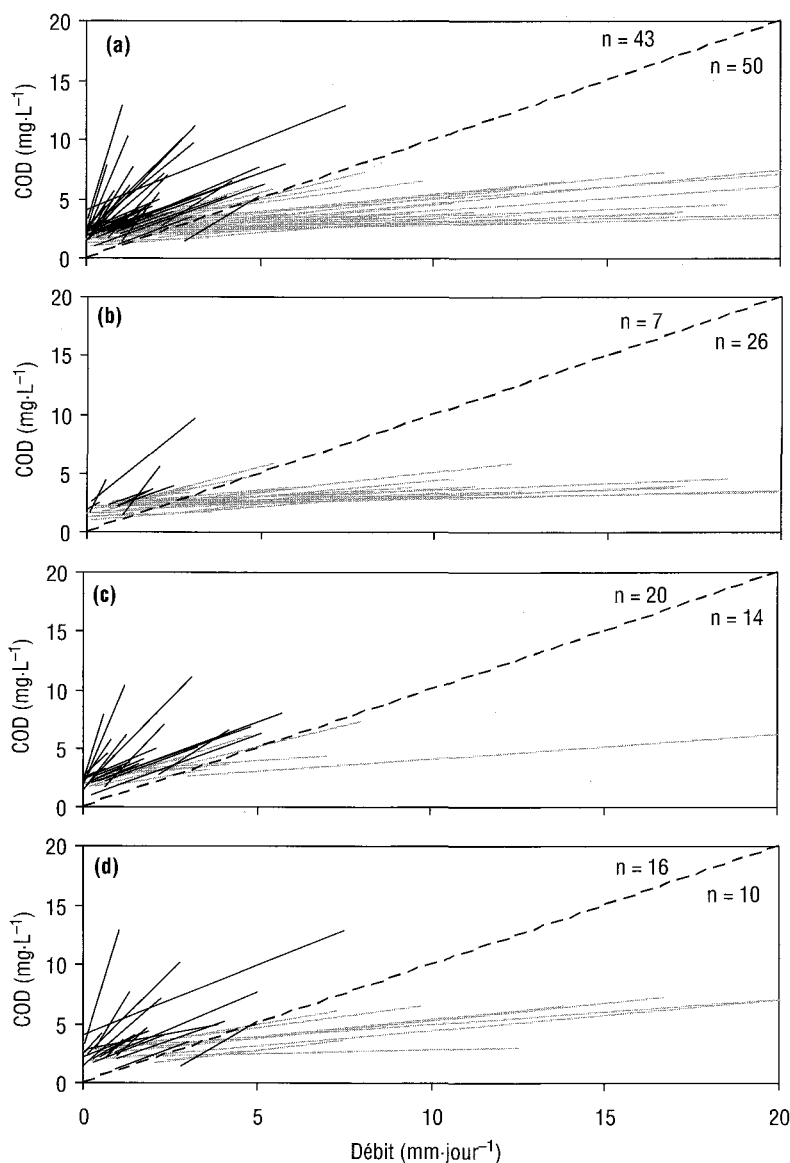 (a)
n = 43
n = 50
COD (mg·L⁻¹)
20
15
10
5
0
(b)
n = 7
n = 26
COD (mg·L⁻¹)
20
15
10
5
0
(c)
n = 20
n = 14
COD (mg·L⁻¹)
20
15
10
5
0
(d)
n = 16
n = 10
COD (mg·L⁻¹)
20
15
10
5
0
0 5 10 15 20
Débit (mm·jour⁻¹)